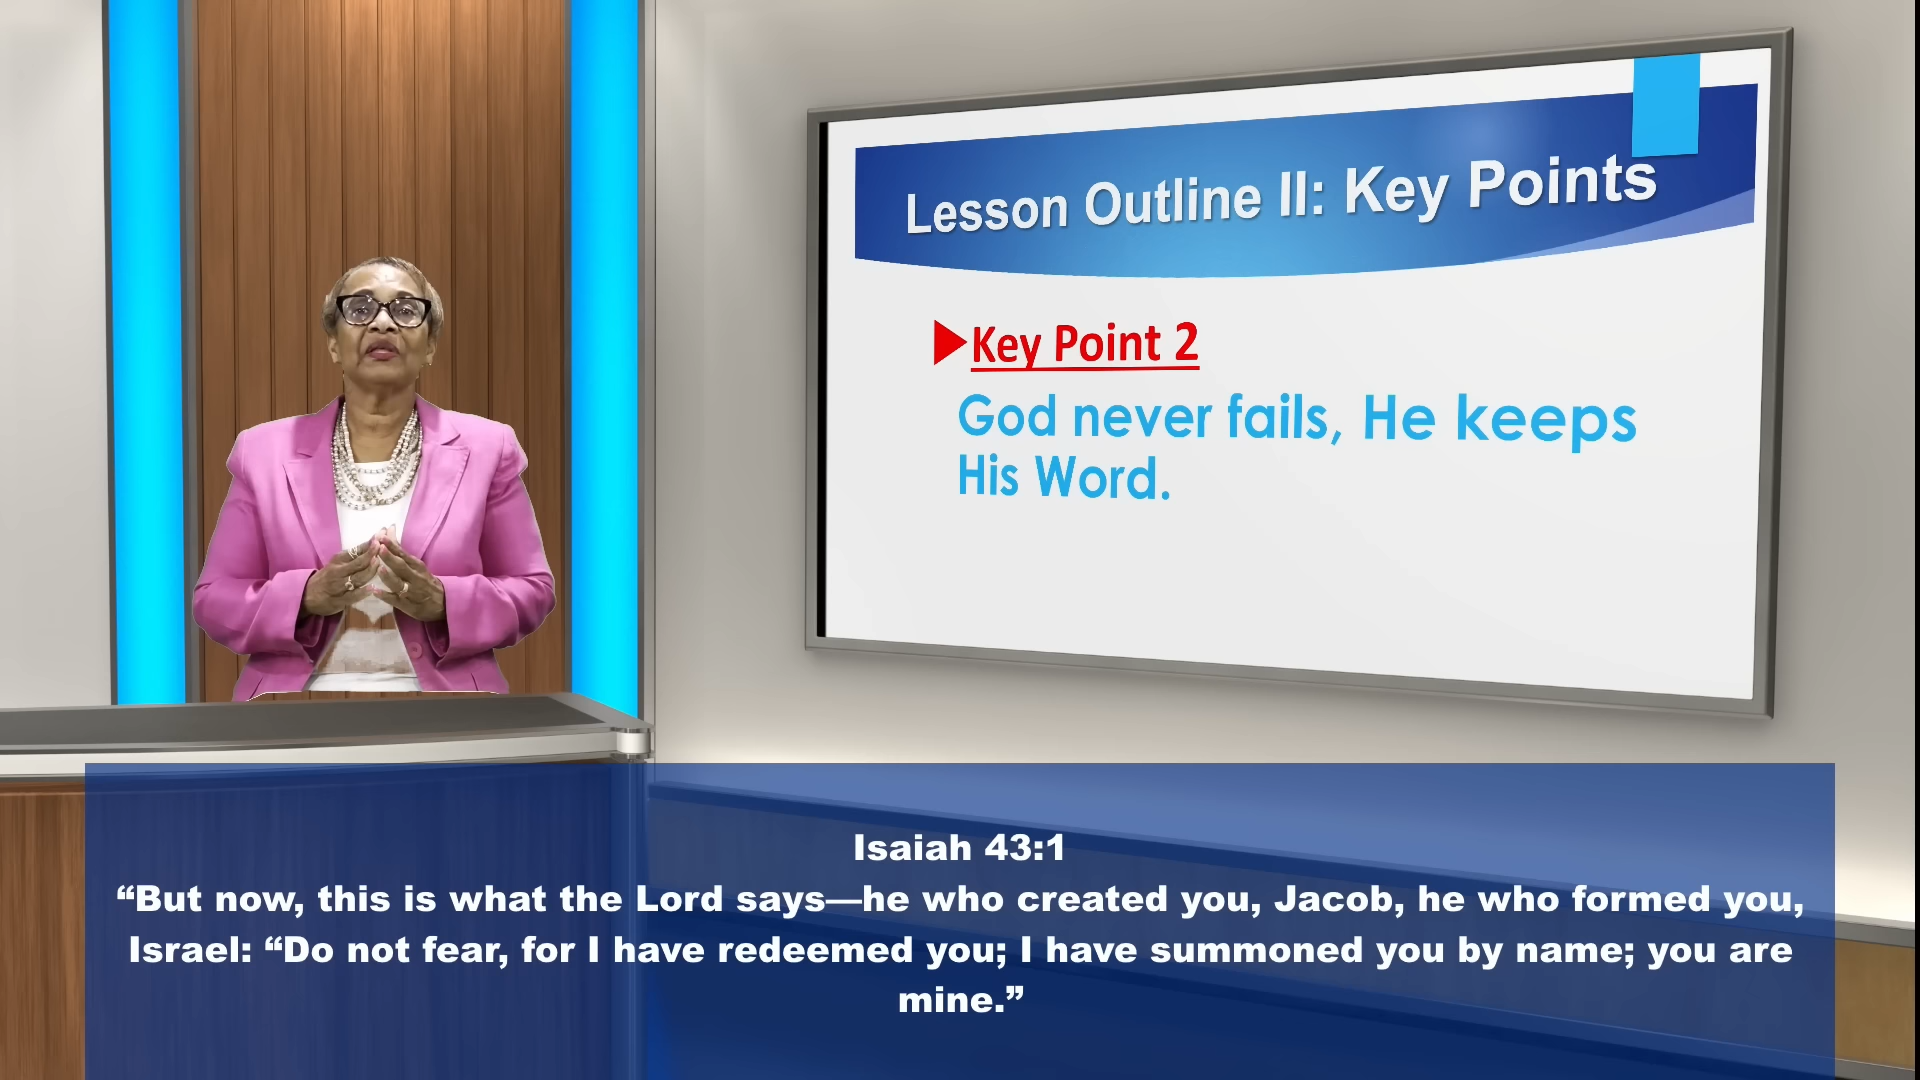 Lesson Outline II: Key Points
Key Point 2
God never fails, He keeps
His Word.
Isaiah 43:1
“But now, this is what the Lord says—he who created you, Jacob, he who formed you,
Israel: “Do not fear, for I have redeemed you; I have summoned you by name; you are
mine.”